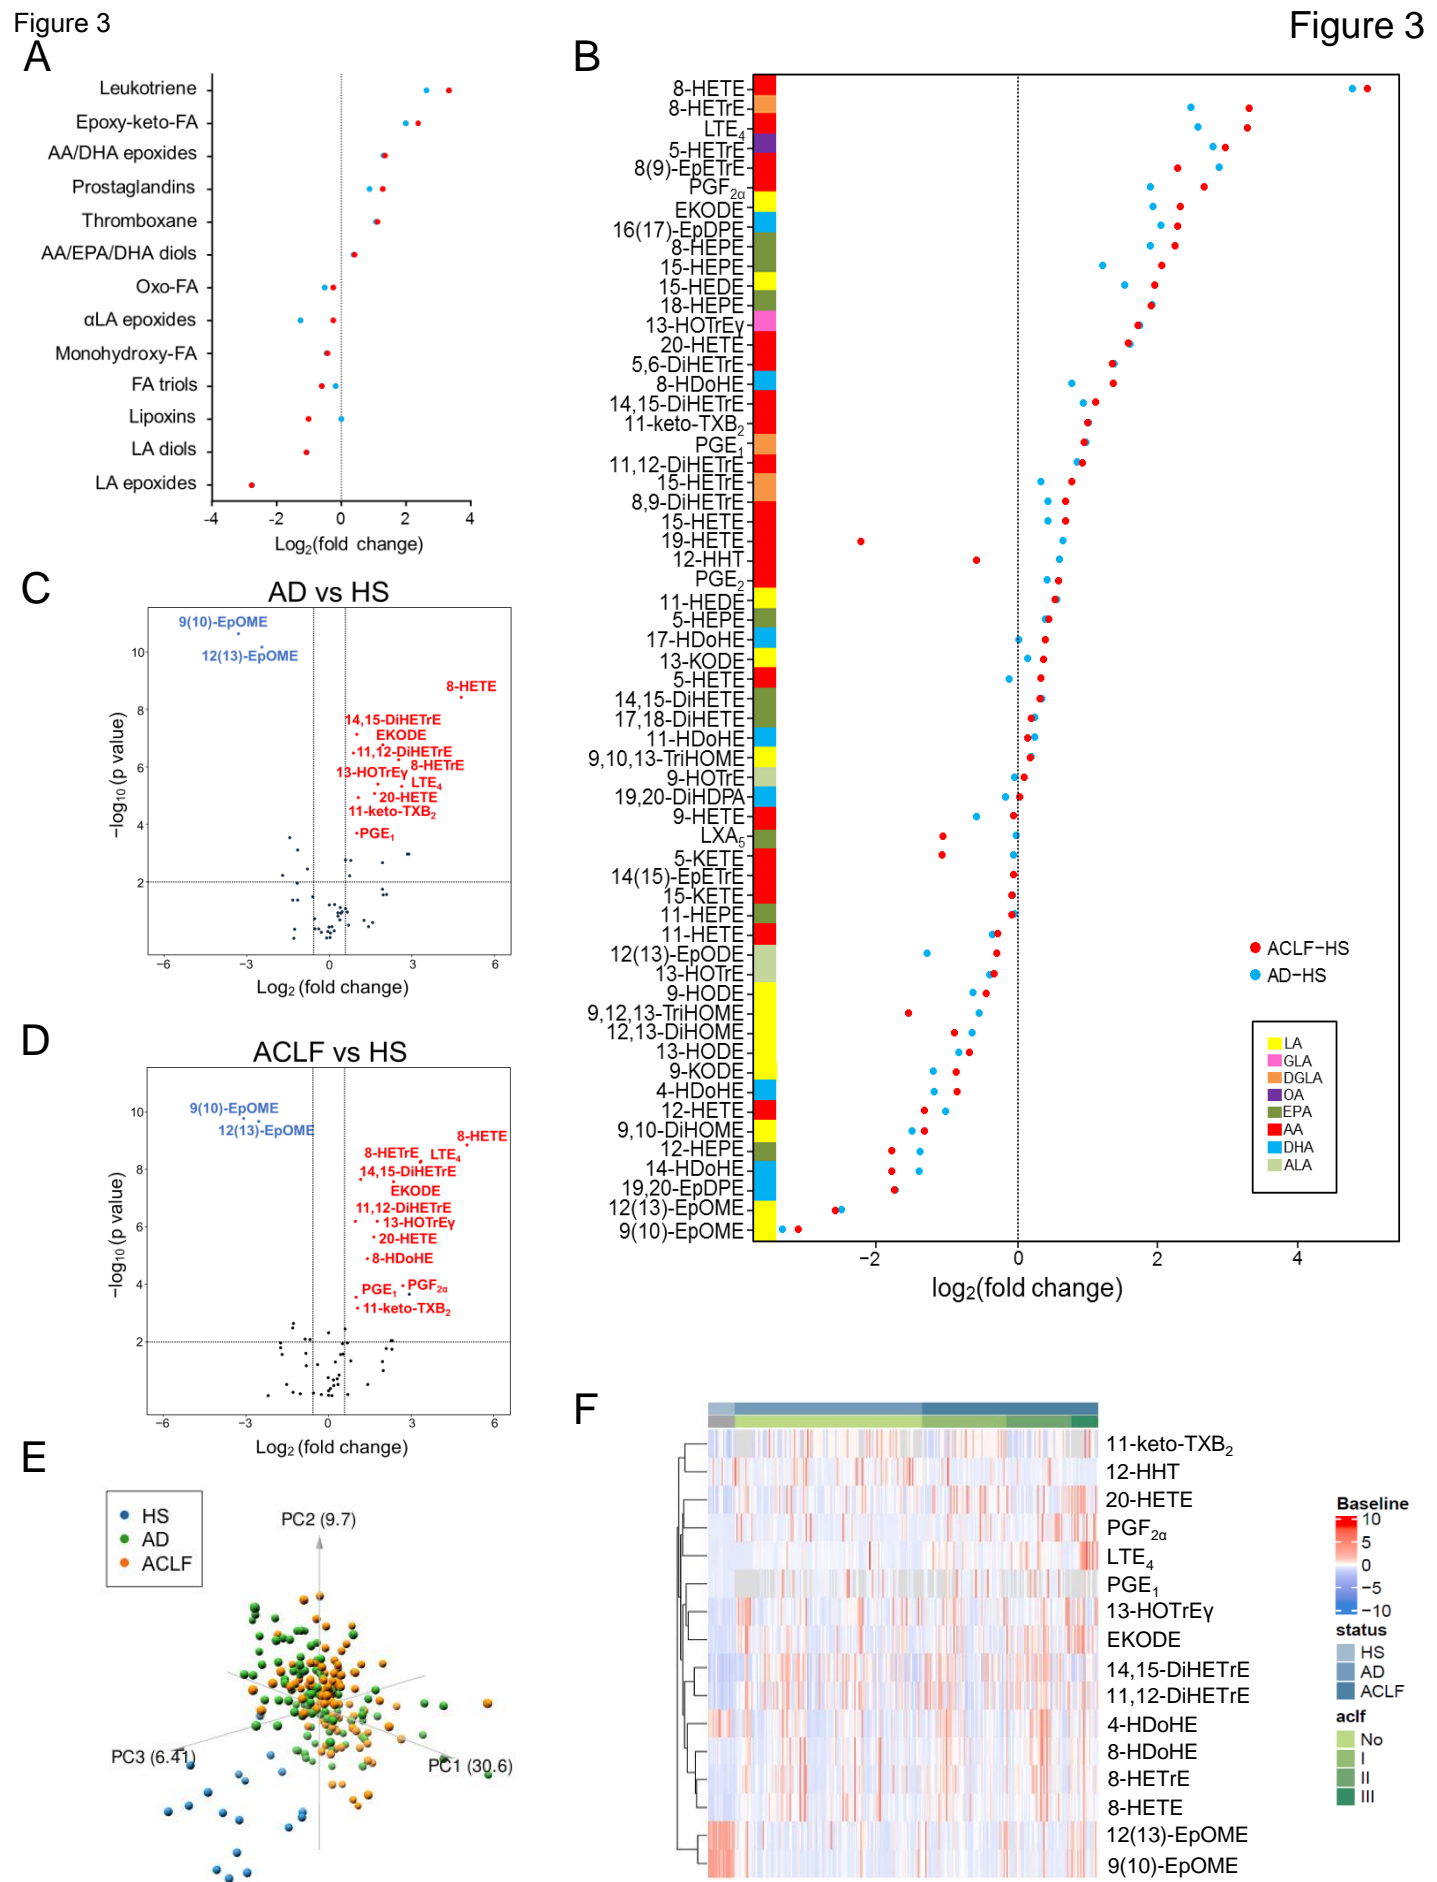 Figure 3
Figure 3
A
Leukotriene
Epoxy-keto-FA
AA/DHA epoxides
Prostaglandins
Thromboxane
AA/EPA/DHA diols
Oxo-FA
αLA epoxides
Monohydroxy-FA
FA triols
Lipoxins
LA diols
LA epoxides
-4 -2 0 2 4
Log2(fold change)
B
8-HETE
8-HETrE
LTE4
5-HETrE
8(9)-EpETrE
PGF2α
EKODE
16(17)-EpDPE
8-HEPE
15-HEPE
15-HEDE
18-HEPE
13-HOTrEγ
20-HETE
5,6-DiHETrE
8-HDoHE
14,15-DiHETrE
11-keto-TXB2
PGE1
11,12-DiHETrE
15-HETrE
8,9-DiHETrE
15-HETE
19-HETE
12-HHT
PGE2
11-HEDE
5-HEPE
17-HDoHE
13-KODE
5-HETE
14,15-DiHETE
17,18-DiHETE
11-HDoHE
9,10,13-TriHOME
9-HOTrE
19,20-DiHDPA
9-HETE
LXA5
5-KETE
14(15)-EpETrE
15-KETE
11-HEPE
11-HETE
12(13)-EpODE
13-HOTrE
9-HODE
9,12,13-TriHOME
12,13-DiHOME
13-HODE
9-KODE
4-HDoHE
12-HETE
9,10-DiHOME
12-HEPE
14-HDoHE
19,20-EpDPE
12(13)-EpOME
9(10)-EpOME
−2 0 2 4
log2(fold change)
ACLF−HS
AD−HS
LA
GLA
DGLA
OA
EPA
AA
DHA
ALA
C
AD vs HS
9(10)-EpOME
12(13)-EpOME
8-HETE
14,15-DiHETrE
EKODE
11,12-DiHETrE
8-HETrE
13-HOTrEγ
LTE4
20-HETE
11-keto-TXB2
PGE1
10
8
6
4
2
−log10 (p value)
−6 −3 0 3 6
Log2 (fold change)
D
ACLF vs HS
9(10)-EpOME
12(13)-EpOME
8-HETE
8-HETrE LTE4
14,15-DiHETrE
EKODE
11,12-DiHETrE
13-HOTrEγ
20-HETE
8-HDoHE
PGE1 PGF2α
11-keto-TXB2
10
8
6
4
2
−log10 (p value)
−6 −3 0 3 6
Log2 (fold change)
E
HS
AD
ACLF
PC2 (9.7)
PC3 (6.41)
PC1 (30.6)
F
11-keto-TXB2
12-HHT
20-HETE
PGF2α
LTE4
PGE1
13-HOTrEγ
EKODE
14,15-DiHETrE
11,12-DiHETrE
4-HDoHE
8-HDoHE
8-HETrE
8-HETE
12(13)-EpOME
9(10)-EpOME
Baseline
10
5
0
−5
−10
status
HS
AD
ACLF
aclf
No
I
II
III